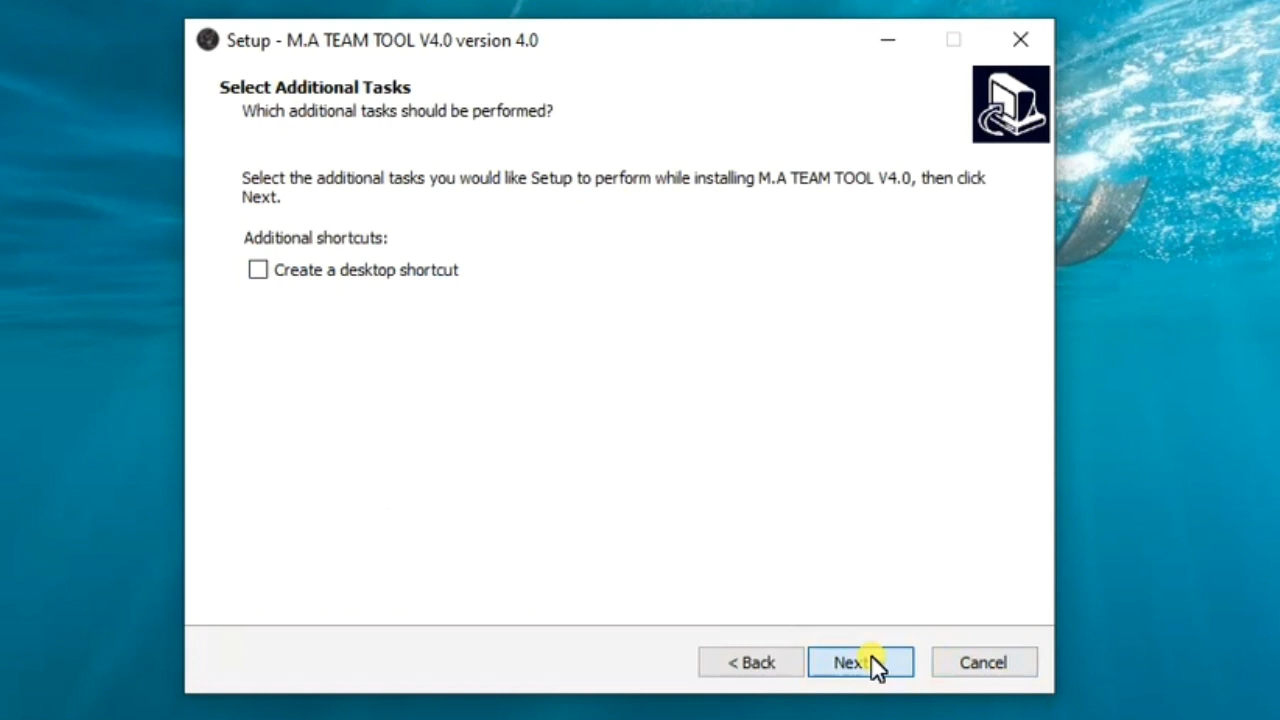 Setup - M.A TEAM TOOL V4.0 version 4.0
Select Additional Tasks
Which additional tasks should be performed?
Select the additional tasks you would like Setup to perform while installing M.A TEAM TOOL V4.0, then click
Next.
Additional shortcuts:
Create a desktop shortcut
< Back Next Cancel